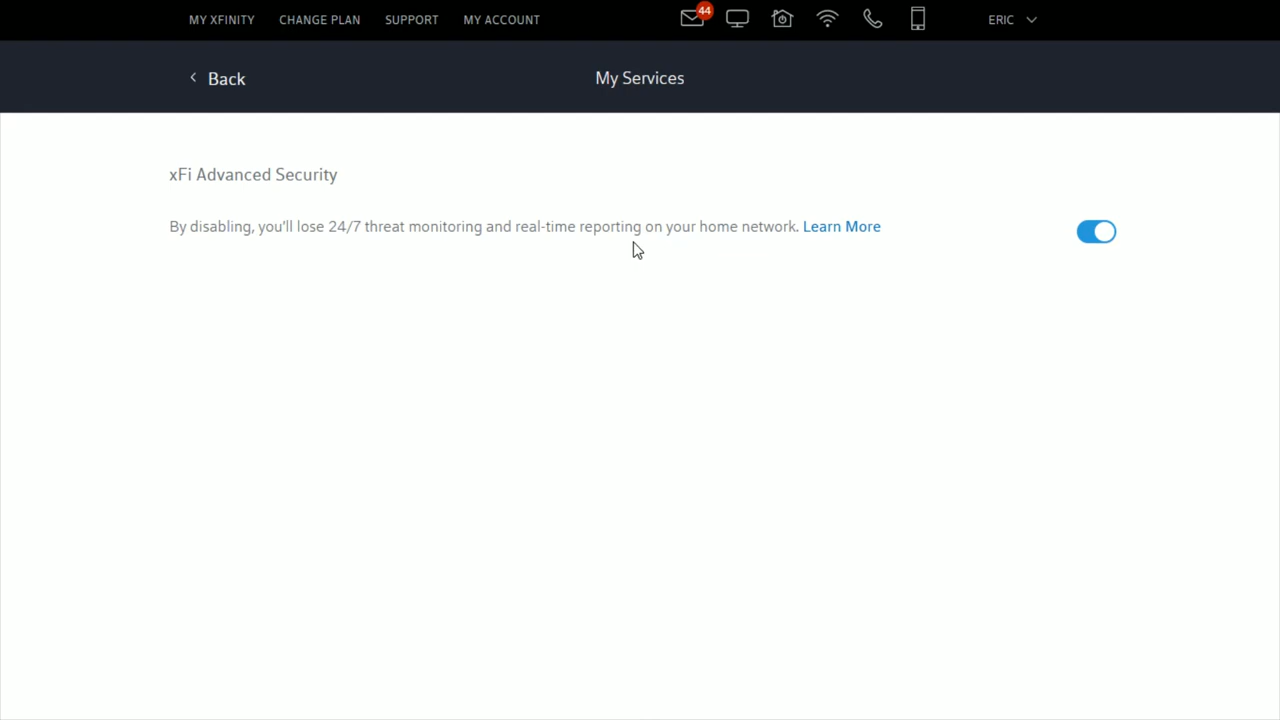 MY XFINITY CHANGE PLAN SUPPORT MY ACCOUNT 44 ERIC
Back My Services
xFi Advanced Security
By disabling, you'll lose 24/7 threat monitoring and real-time reporting on your home network. Learn More